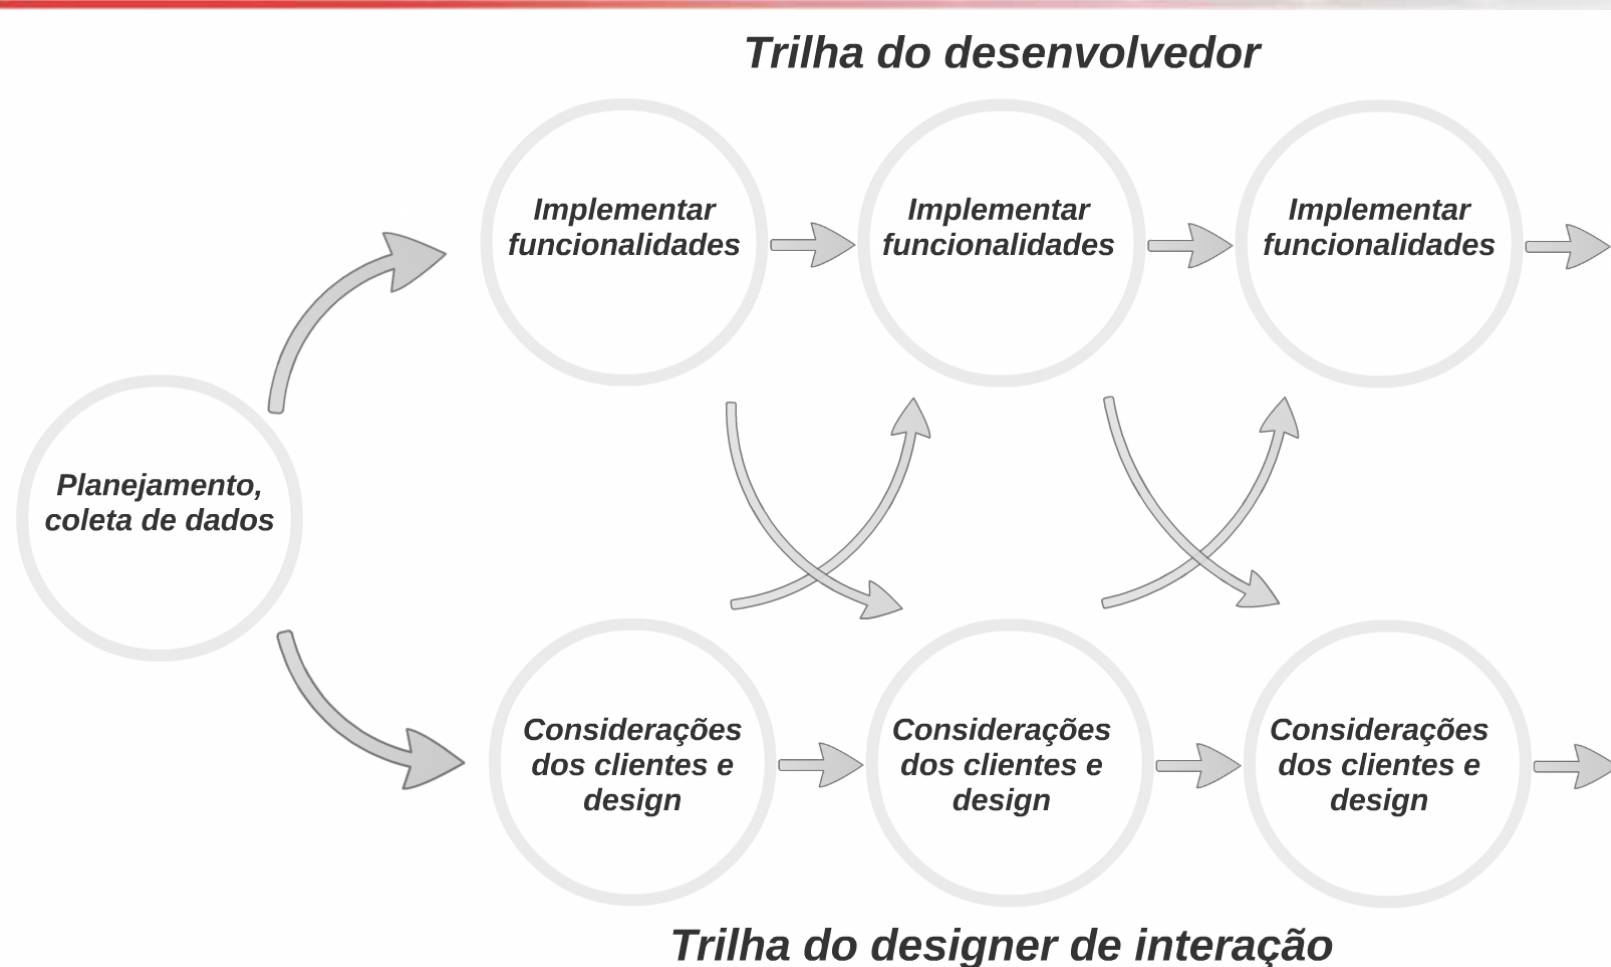 Trilha do desenvolvedor
Implementar
funcionalidades
Implementar
funcionalidades
Implementar
funcionalidades
Planejamento,
coleta de dados
Considerações
dos clientes e
design
Considerações
dos clientes e
design
Considerações
dos clientes e
design
Trilha do designer de interação